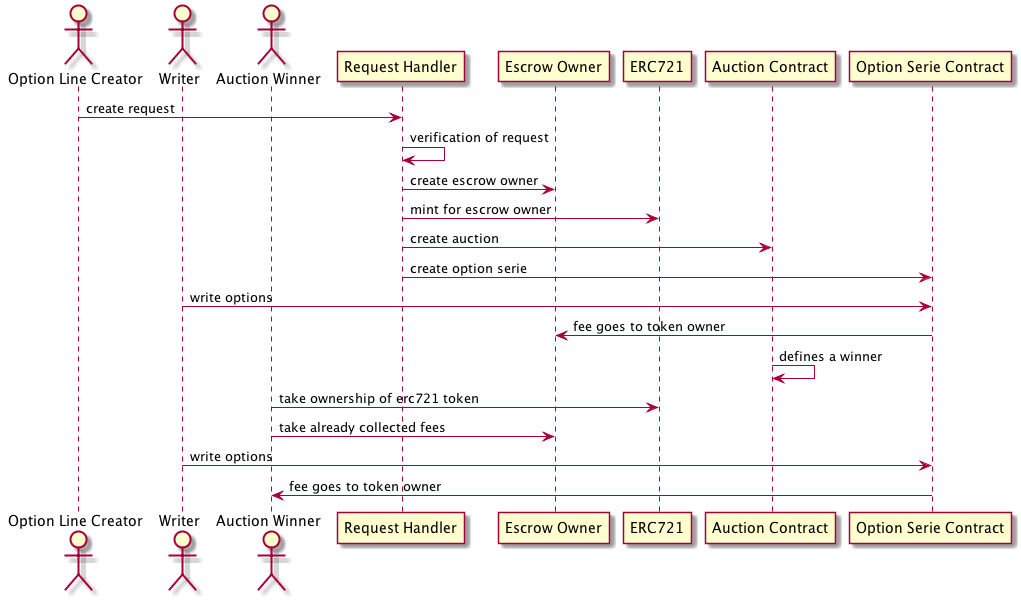 Option Line Creator
Writer
Auction Winner
Request Handler
Escrow Owner
ERC721
Auction Contract
Option Serie Contract
create request
verification of request
create escrow owner
mint for escrow owner
create auction
create option serie
write options
fee goes to token owner
defines a winner
take ownership of erc721 token
take already collected fees
write options
fee goes to token owner
Option Line Creator
Writer
Auction Winner
Request Handler
Escrow Owner
ERC721
Auction Contract
Option Serie Contract